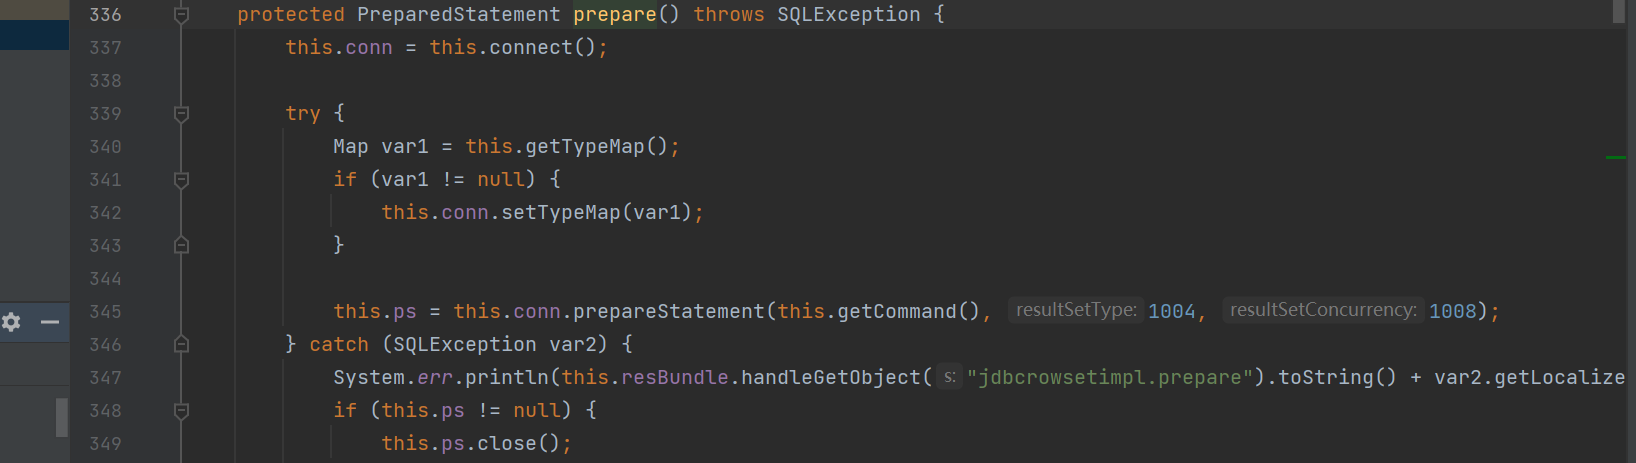 336 protected PreparedStatement prepare() throws SQLException {
337 this.conn = this.connect();
338
339 try {
340 Map var1 = this.getTypeMap();
341 if (var1 != null) {
342 this.conn.setTypeMap(var1);
343 }
344
345 this.ps = this.conn.prepareStatement(this.getCommand(), resultSetType: 1004, resultSetConcurrency: 1008);
346 } catch (SQLException var2) {
347 System.err.println(this.resBundle.handleGetObject( s: "jdbcrowsetimpl.prepare").toString() + var2.getLocalize
348 if (this.ps != null) {
349 this.ps.close();